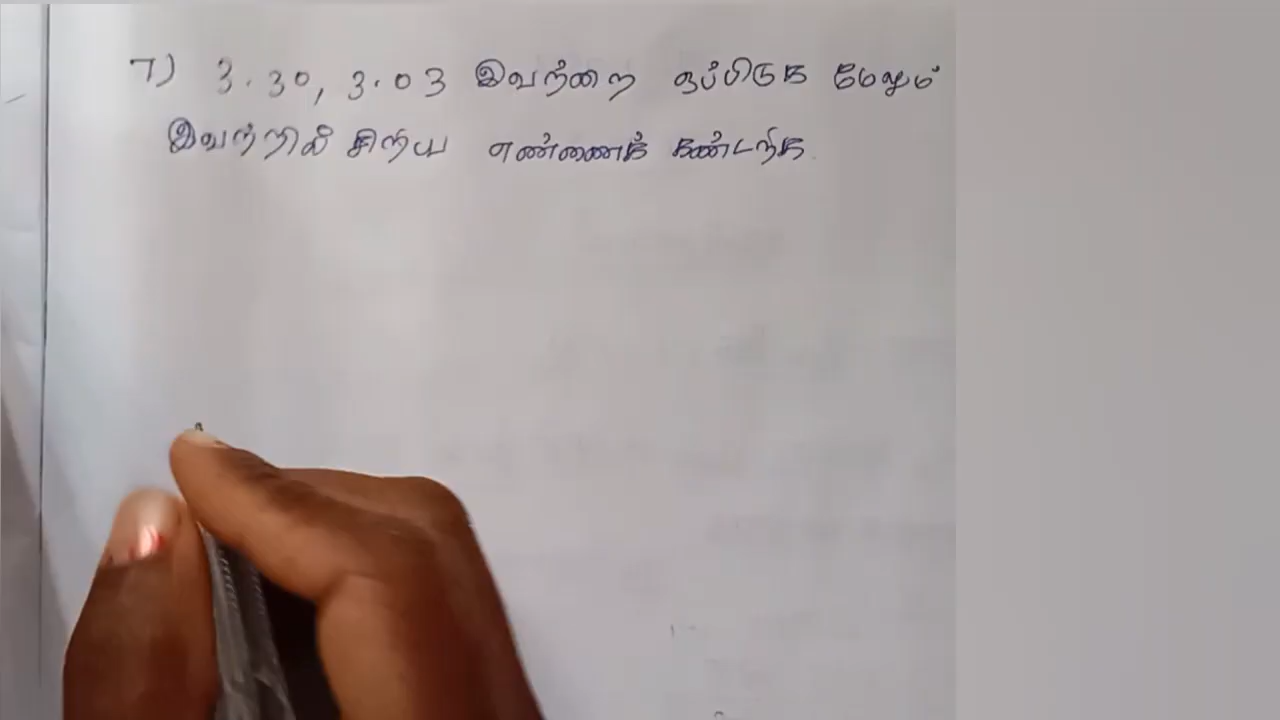 7) 3.30, 3.03 இவற்றை ஒப்பிடுக மேலும்
இவற்றில் சிறிய எண்ணைக் கண்டறிக.